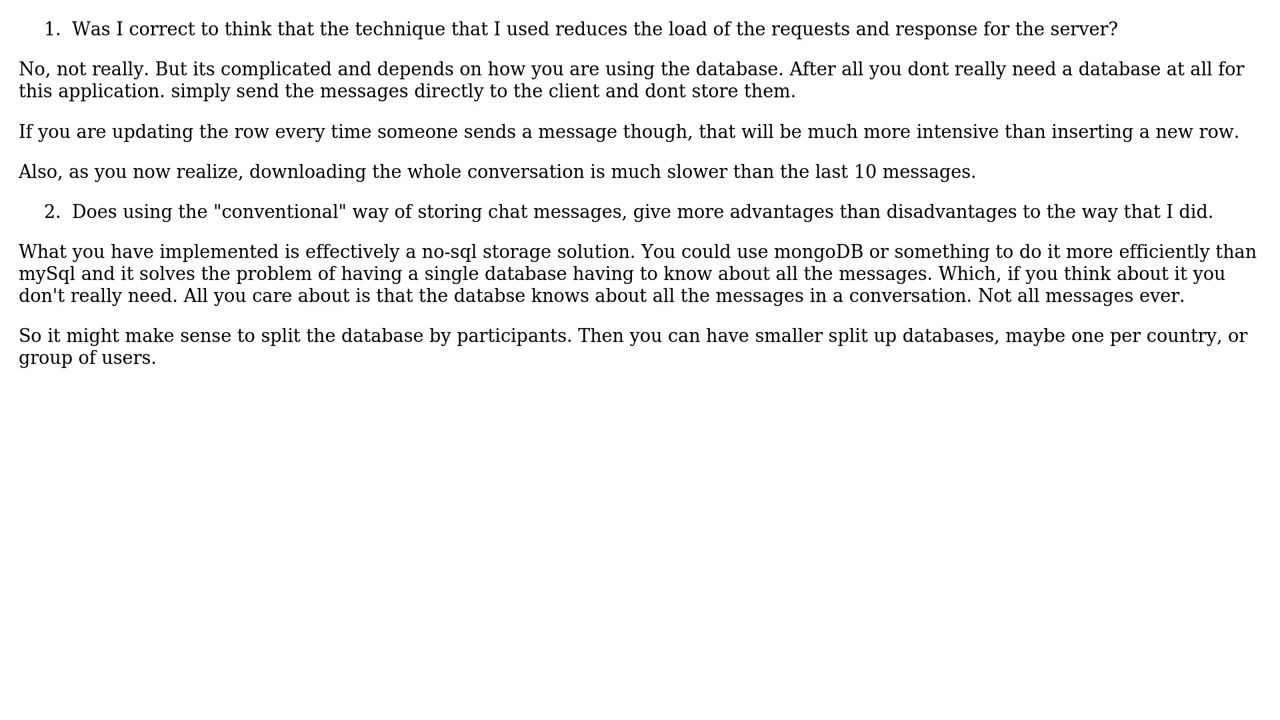 1. Was I correct to think that the technique that I used reduces the load of the requests and response for the server?
No, not really. But its complicated and depends on how you are using the database. After all you dont really need a database at all for
this application. simply send the messages directly to the client and dont store them.
If you are updating the row every time someone sends a message though, that will be much more intensive than inserting a new row.
Also, as you now realize, downloading the whole conversation is much slower than the last 10 messages.
2. Does using the "conventional" way of storing chat messages, give more advantages than disadvantages to the way that I did.
What you have implemented is effectively a no-sql storage solution. You could use mongoDB or something to do it more efficiently than
mySql and it solves the problem of having a single database having to know about all the messages. Which, if you think about it you
don't really need. All you care about is that the databse knows about all the messages in a conversation. Not all messages ever.
So it might make sense to split the database by participants. Then you can have smaller split up databases, maybe one per country, or
group of users.